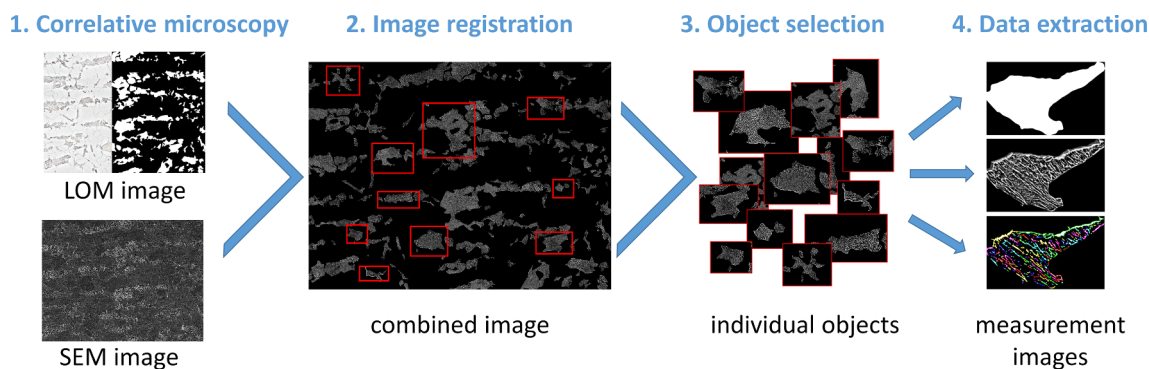 1. Correlative microscopy
2. Image registration
3. Object selection
4. Data extraction
LOM image
SEM image
combined image
individual objects
measurement
images